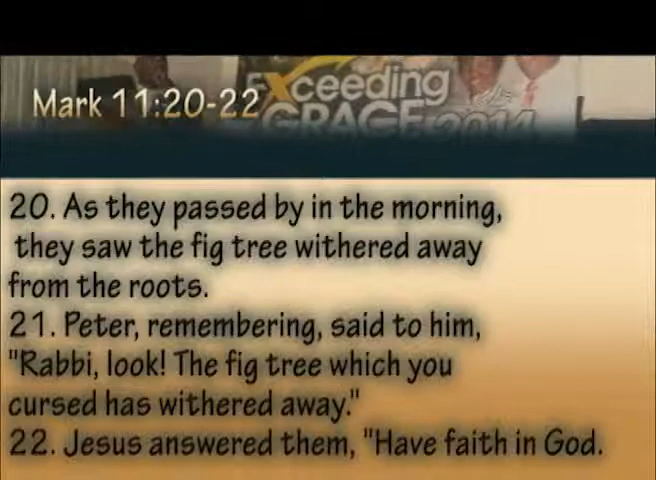 Exceeding
Mark 11:20-22
GRACE 2014
20. As they passed by in the morning,
they saw the fig tree withered away
from the roots.
21. Peter, remembering, said to him,
"Rabbi, look! The fig tree which you
cursed has withered away."
22. Jesus answered them, "Have faith in God.